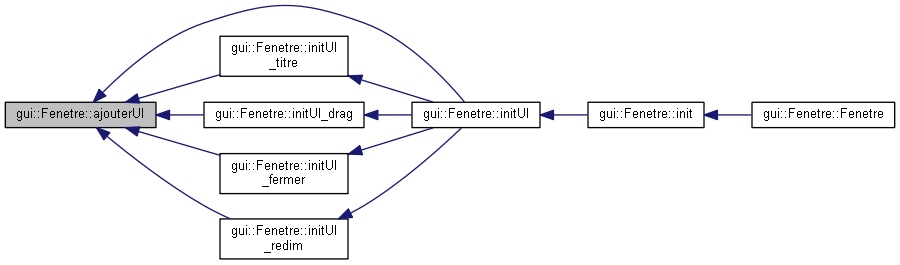 gui::Fenetre::ajouterUI
gui::Fenetre::initUI
_titre
gui::Fenetre::initUI_drag
gui::Fenetre::initUI
_fermer
gui::Fenetre::initUI
_redim
gui::Fenetre::initUI
gui::Fenetre::init
gui::Fenetre::Fenetre